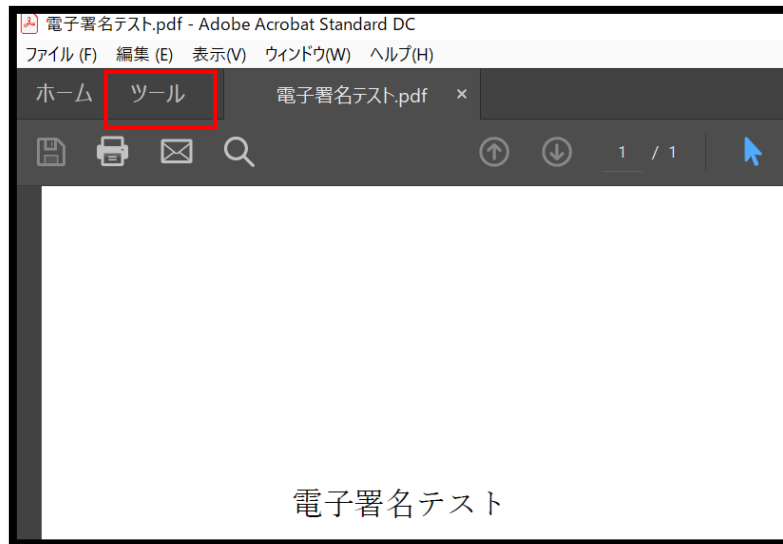 電子署名テスト.pdf - Adobe Acrobat Standard DC
ファイル (F) 編集 (E) 表示(V) ウィンドウ(W) ヘルプ(H)
ホーム ツール 電子署名テスト.pdf ×
1 / 1
電子署名テスト